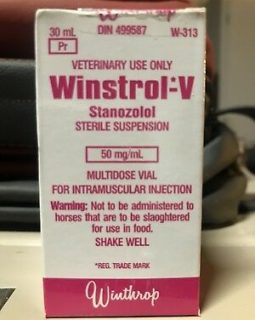 30 mL DIN 499587 W-313
Pr
VETERINARY USE ONLY
Winstrol*-V
Stanozolol
STERILE SUSPENSION
50 mg/mL
MULTIDOSE VIAL
FOR INTRAMUSCULAR INJECTION
Warning: Not to be administered to
horses that are to be slaoghtered
for use in food.
SHAKE WELL
*REG. TRADE MARK
Winthrop